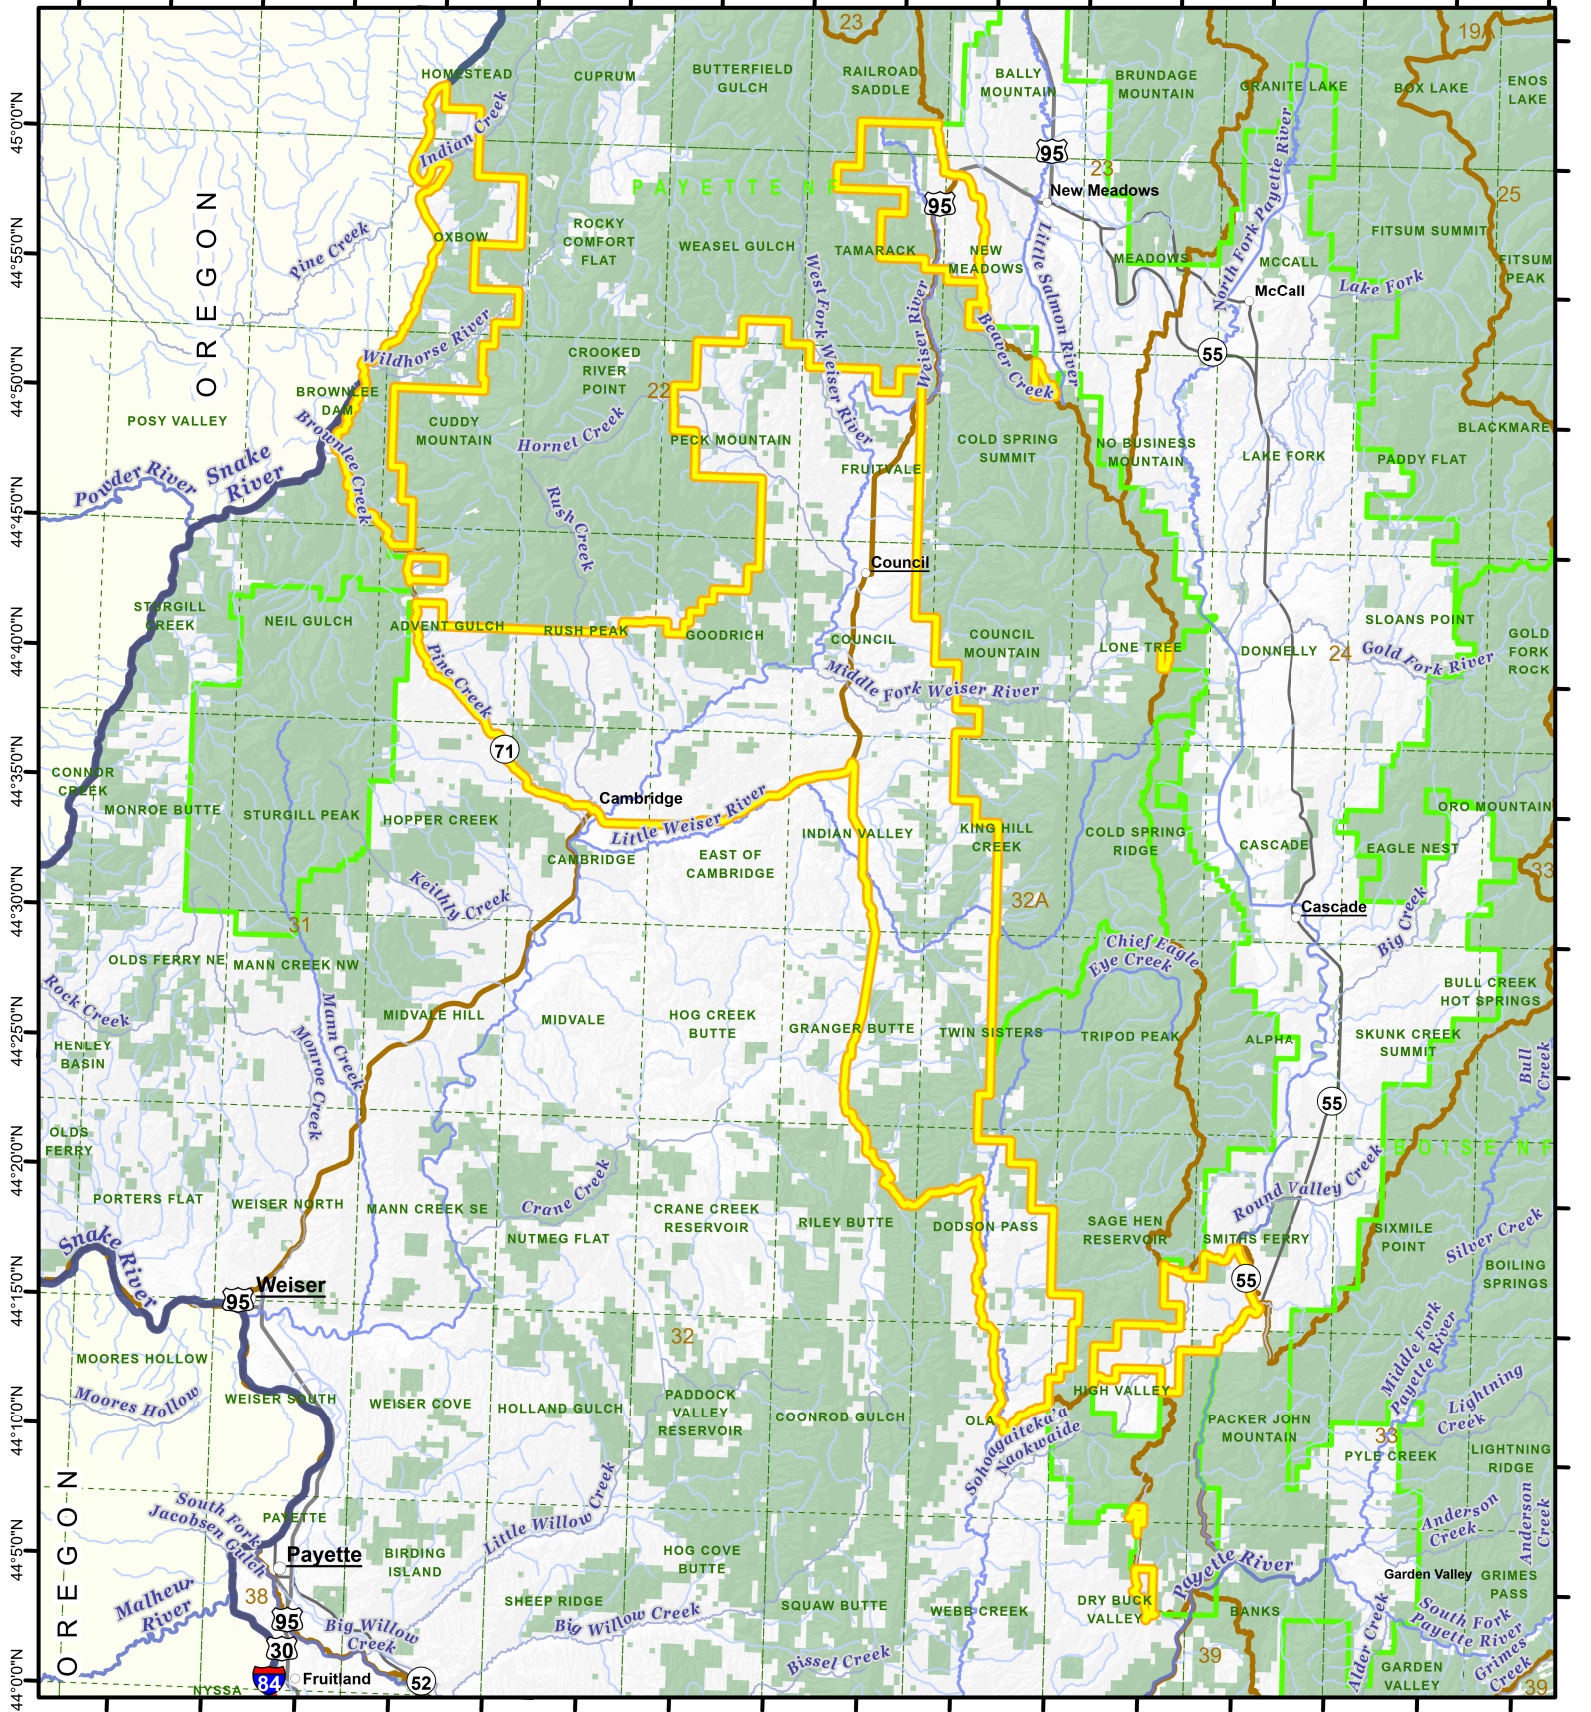 23
19A
HOMESTEAD
CUPRUM
BUTTERFIELD
GULCH
RAILROAD
SADDLE
BALLY
MOUNTAIN
BRUNDAGE
MOUNTAIN
GRANITE LAKE
BOX LAKE
ENOS
LAKE
45°0'0"N
Indian Creek
95
23
New Meadows
North Fork Payette River
PAYETTE NF
25
OREGON
95
Pine Creek
OXBOW
ROCKY
COMFORT
FLAT
WEASEL GULCH
TAMARACK
NEW
MEADOWS
Little Salmon River
MEADOWS
MCCALL
FITSUM SUMMIT
FITSUM
PEAK
44°55'0"N
McCall
Lake Fork
West Fork Weiser River
Weiser River
Beaver Creek
Wildhorse River
CROOKED
RIVER
POINT
55
44°50'0"N
22
BROWNLEE
DAM
POSY VALLEY
CUDDY
MOUNTAIN
Hornet Creek
PECK MOUNTAIN
FRUITVALE
COLD SPRING
SUMMIT
NO BUSINESS
MOUNTAIN
LAKE FORK
PADDY FLAT
BLACKMARE
Brownlee Creek
Powder River
Snake
River
44°45'0"N
Rush Creek
Council
STURGILL
CREEK
NEIL GULCH
ADVENT GULCH
RUSH PEAK
GOODRICH
COUNCIL
COUNCIL
MOUNTAIN
LONE TREE
DONNELLY
SLOANS POINT
GOLD
FORK
ROCK
44°40'0"N
24
Gold Fork River
Pine Creek
Middle Fork Weiser River
71
44°35'0"N
CONNOR
CREEK
MONROE BUTTE
STURGILL PEAK
HOPPER CREEK
Cambridge
Little Weiser River
CAMBRIDGE
EAST OF
CAMBRIDGE
INDIAN VALLEY
KING HILL
CREEK
COLD SPRING
RIDGE
CASCADE
EAGLE NEST
ORO MOUNTAIN
33
44°30'0"N
Keithly Creek
32A
Cascade
Big Creek
31
Chief Eagle
Eye Creek
OLDS FERRY NE
MANN CREEK NW
Rock Creek
Mann Creek
Monroe Creek
MIDVALE HILL
MIDVALE
HOG CREEK
BUTTE
GRANGER BUTTE
TWIN SISTERS
TRIPOD PEAK
ALPHA
SKUNK CREEK
SUMMIT
BULL CREEK
HOT SPRINGS
44°25'0"N
HENLEY
BASIN
Bull
Creek
55
OLDS
FERRY
BOISE NF
44°20'0"N
PORTERS FLAT
WEISER NORTH
MANN CREEK SE
Crane Creek
NUTMEG FLAT
CRANE CREEK
RESERVOIR
RILEY BUTTE
DODSON PASS
SAGE HEN
RESERVOIR
Round Valley Creek
SMITHS FERRY
SIXMILE
POINT
Silver Creek
BOILING
SPRINGS
Snake River
44°15'0"N
Weiser
95
55
32
MOORES HOLLOW
Middle Fork
Payette River
Moores Hollow
WEISER SOUTH
WEISER COVE
HOLLAND GULCH
PADDOCK
VALLEY
RESERVOIR
COONROD GULCH
OLA
HIGH VALLEY
PACKER JOHN
MOUNTAIN
Lightning
Creek
44°10'0"N
Sohogaiteka'a
Naokwaide
33
PYLE CREEK
LIGHTNING
RIDGE
OREGON
South Fork
Jacobsen Gulch
PAYETTE
Little Willow Creek
Anderson
Creek
Anderson
Creek
44°5'0"N
Payette
BIRDING
ISLAND
HOG COVE
BUTTE
Payette River
Garden Valley
GRIMES
PASS
38
Malheur
River
95
SHEEP RIDGE
SQUAW BUTTE
WEBB CREEK
DRY BUCK
VALLEY
BANKS
South Fork
Payette River
Big Willow
Creek
Big Willow Creek
30
Alder Creek
Grimes
Creek
39
Bissel Creek
44°0'0"N
84
Fruitland
52
NYSSA
GARDEN
VALLEY
39